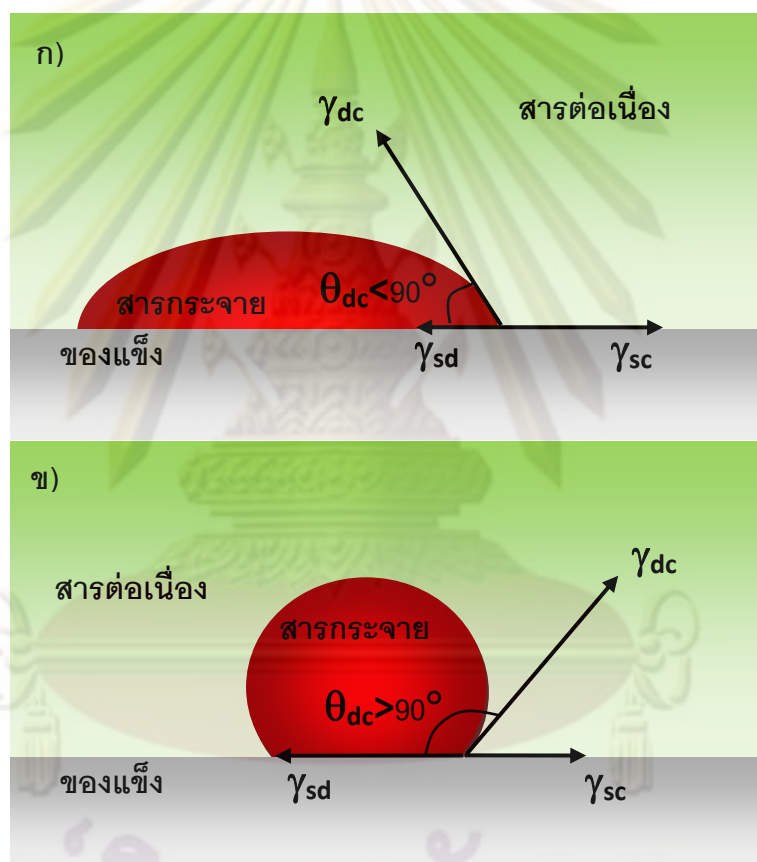 ก)
γdc
สารต่อเนื่อง
สารกระจาย
θdc<90°
ของแข็ง
γsd
γsc
ข)
γdc
สารต่อเนื่อง
สารกระจาย
θdc>90°
ของแข็ง
γsd
γsc